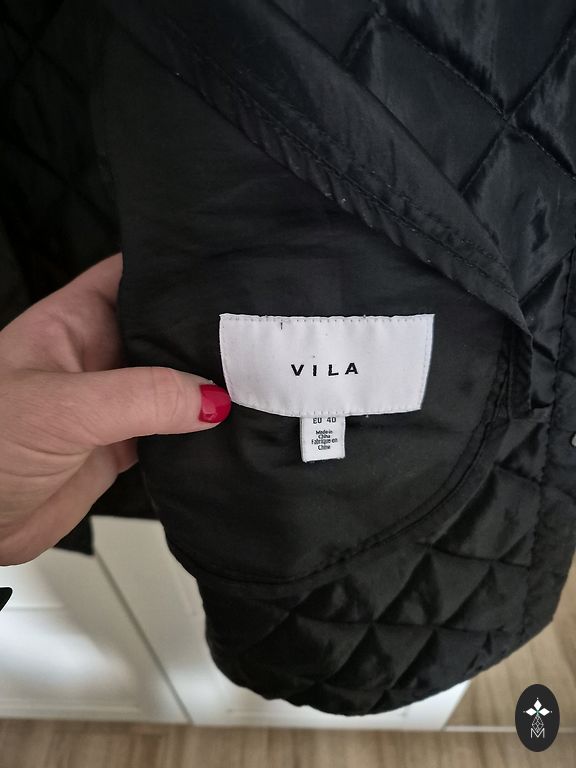 VILA
EU 40
Made in
China
Fabriqué en
Chine
M